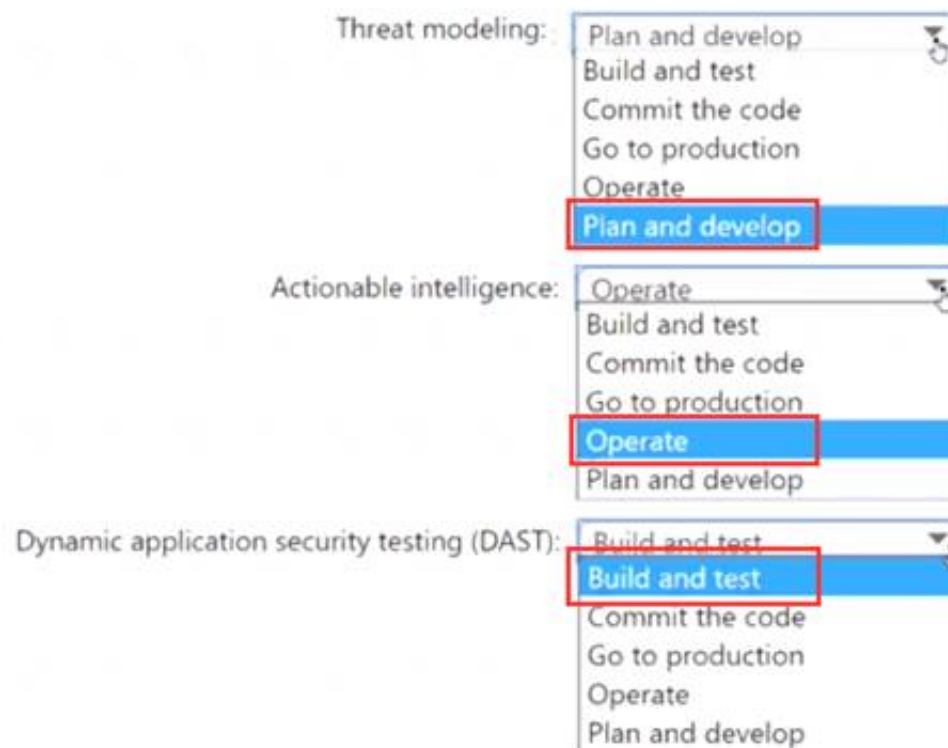 Threat modeling: Plan and develop
Build and test
Commit the code
Go to production
Operate
Plan and develop
Actionable intelligence: Operate
Build and test
Commit the code
Go to production
Operate
Plan and develop
Dynamic application security testing (DAST): Build and test
Build and test
Commit the code
Go to production
Operate
Plan and develop